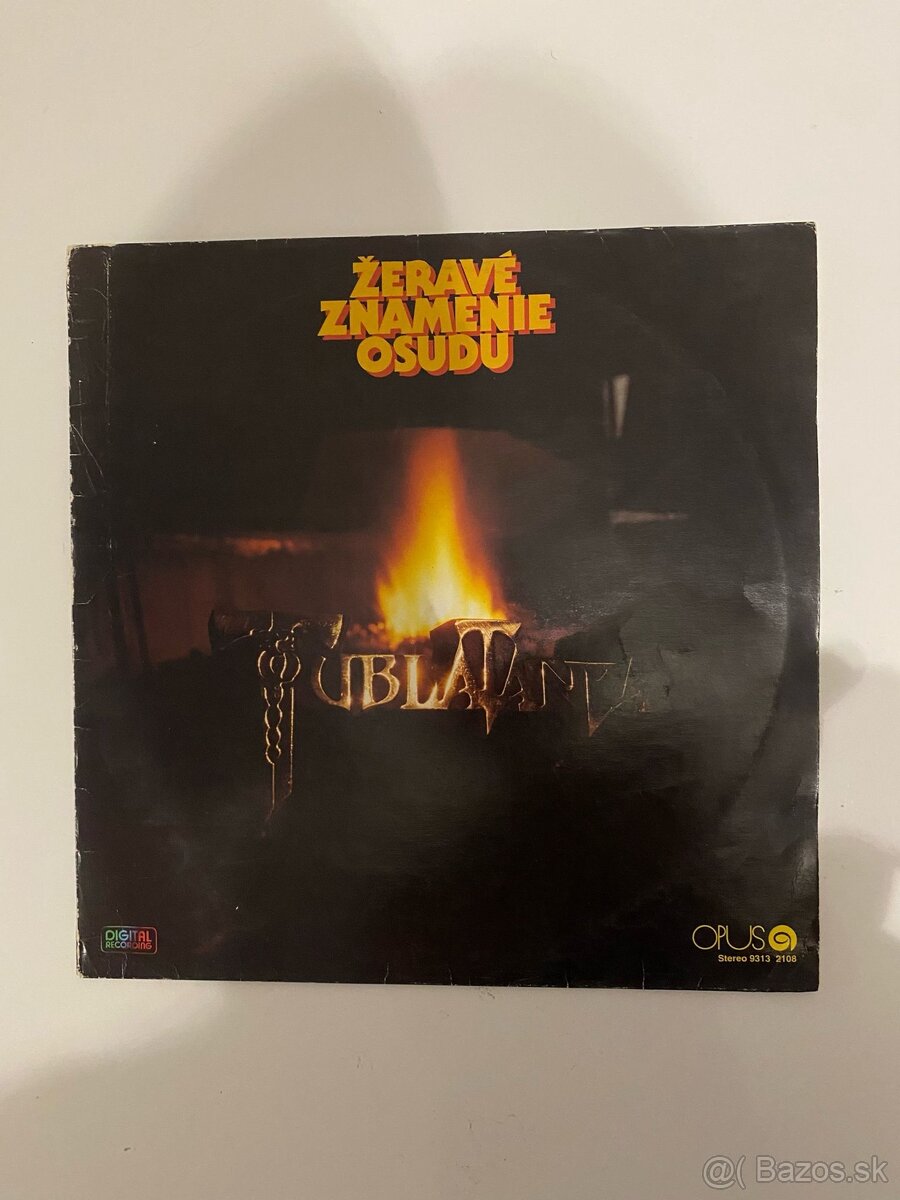 ŽERAVÉ
ZNAMENIE
OSUDU
TUBLATANKA
DIGITAL
RECORDING
OPUS
Stereo 9313 2108
@( Bazos.sk